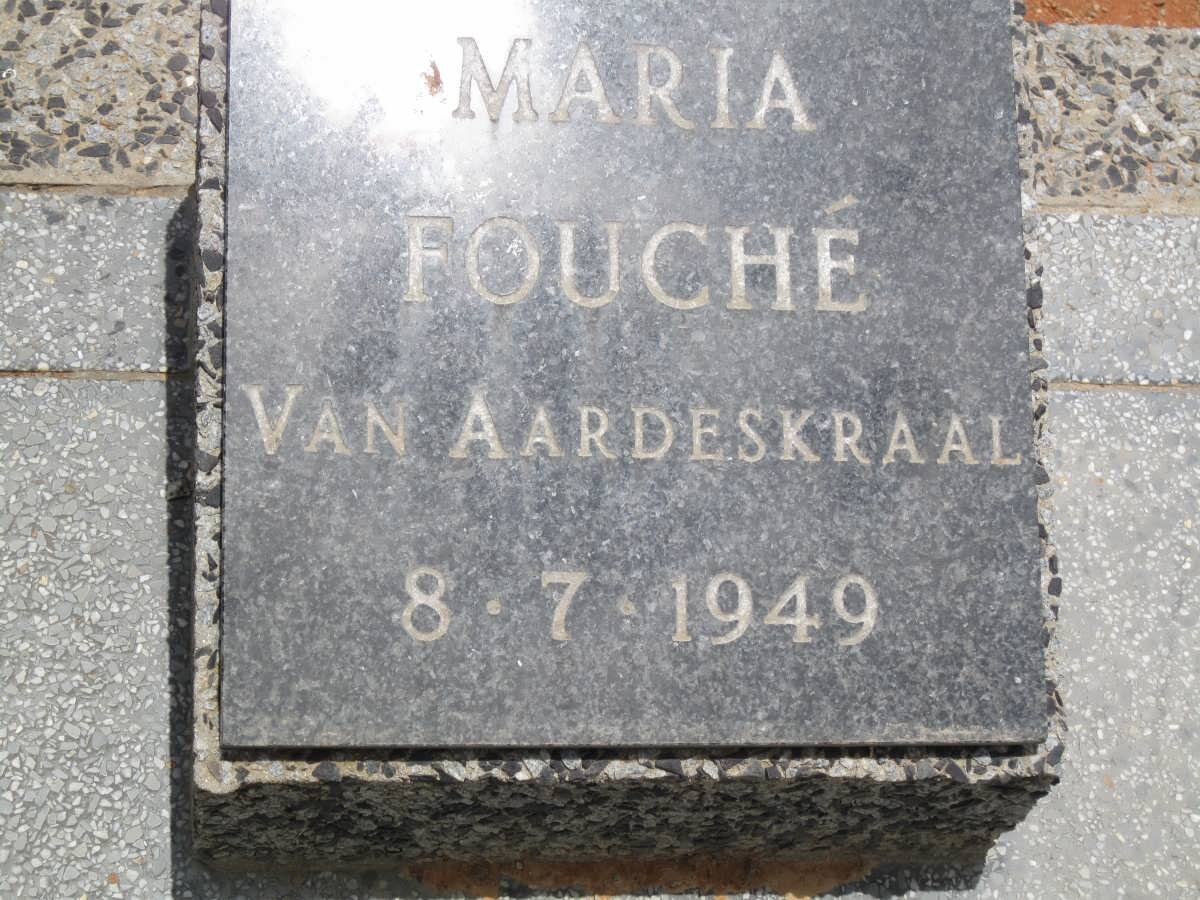 MARIA
FOUCHÉ
VAN AARDESKRAAL
8·7·1949